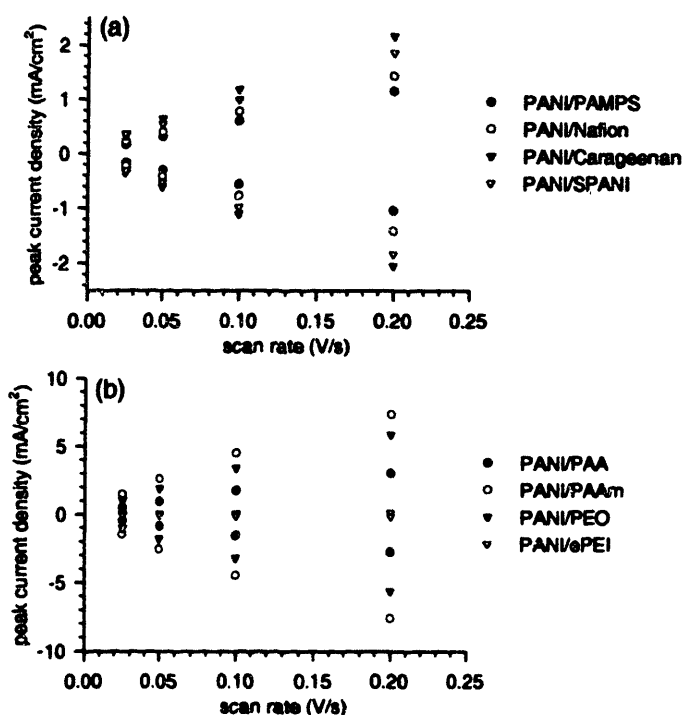 (a)
peak current density (mA/cm²)
2
1
0
-1
-2
0.00 0.05 0.10 0.15 0.20 0.25
scan rate (V/s)
PANI/PAMPS
PANI/Nafion
PANI/Carageenan
PANI/SPANI
(b)
peak current density (mA/cm²)
10
5
0
-5
-10
0.00 0.05 0.10 0.15 0.20 0.25
scan rate (V/s)
PANI/PAA
PANI/PAAm
PANI/PEO
PANI/ePEI